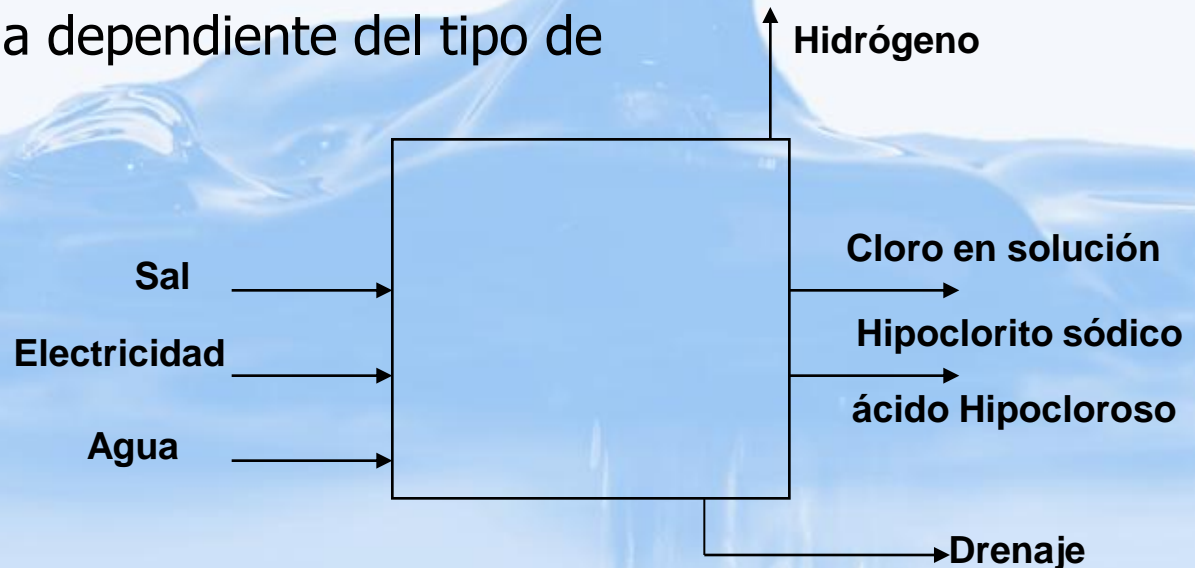 a dependiente del tipo de
Hidrógeno
Sal
Electricidad
Agua
Cloro en solución
Hipoclorito sódico
ácido Hipocloroso
Drenaje